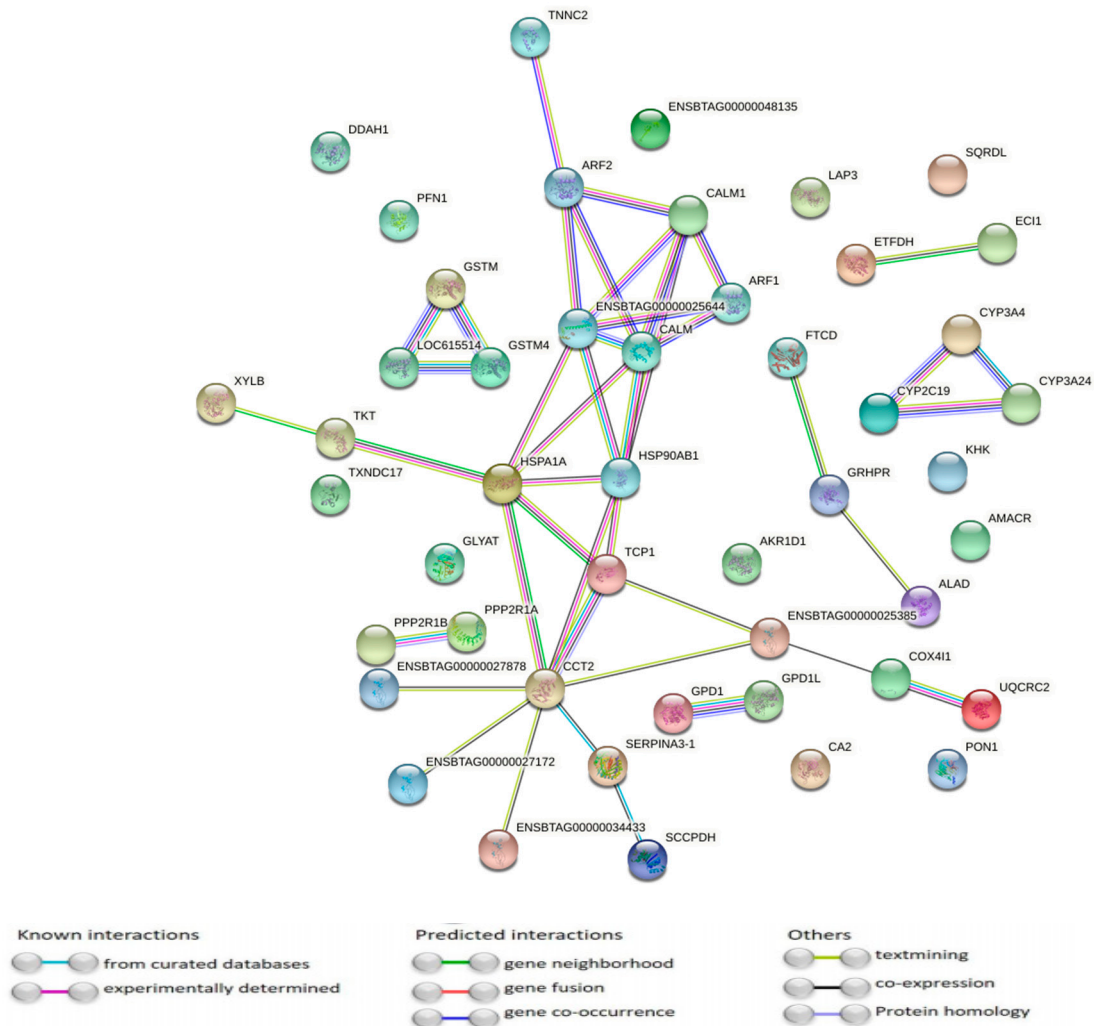 TNNC2
ENSBTAG00000048135
DDAH1
SQRDL
ARF2
LAP3
CALM1
PFN1
ECI1
ETFDH
GSTM
ARF1
ENSBTAG00000025644
CYP3A4
CALM
FTCD
LOC615514
GSTM4
CYP2C19
CYP3A24
XYLB
TKT
KHK
HSPA1A
HSP90AB1
TXNDC17
GRHPR
AMACR
GLYAT
TCP1
AKR1D1
ALAD
PPP2R1A
PPP2R1B
ENSBTAG00000025385
ENSBTAG00000027878
CCT2
COX4I1
GPD1
GPD1L
UQCRC2
SERPINA3-1
CA2
PON1
ENSBTAG00000027172
ENSBTAG00000034433
SCCPDH
Known interactions
from curated databases
experimentally determined
Predicted interactions
gene neighborhood
gene fusion
gene co-occurrence
Others
textmining
co-expression
Protein homology